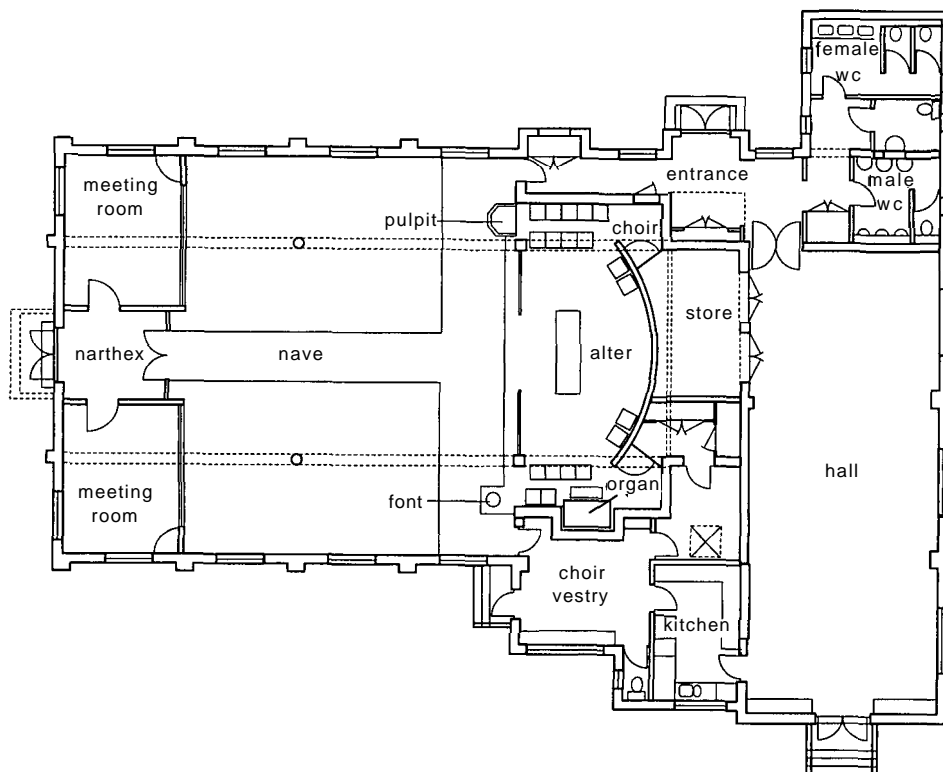 female
wc
meeting
room
entrance
male
wc
pulpit
choir
store
narthex
nave
alter
hall
meeting
room
font
organ
choir
vestry
kitchen